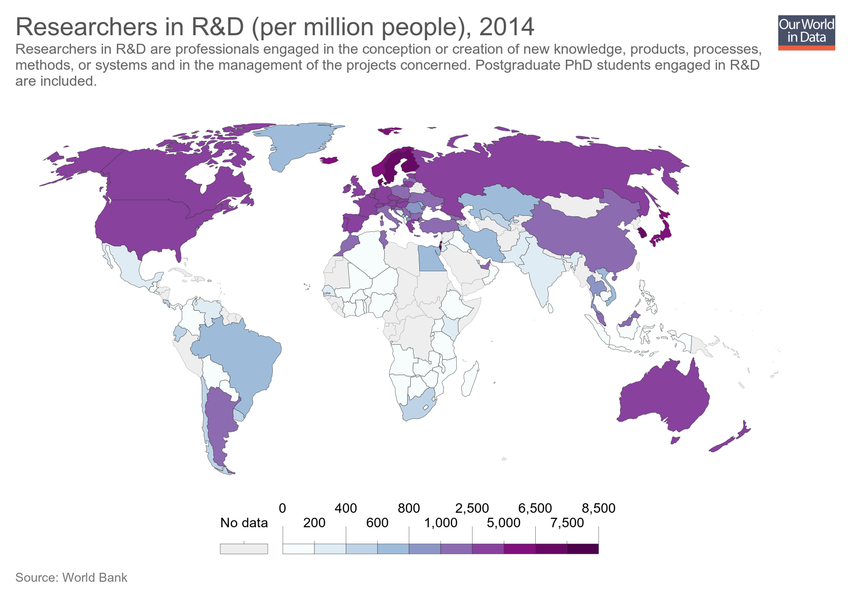 Researchers in R&D (per million people), 2014
Our World
in Data
Researchers in R&D are professionals engaged in the conception or creation of new knowledge, products, processes,
methods, or systems and in the management of the projects concerned. Postgraduate PhD students engaged in R&D
are included.
0 400 800 2,500 6,500 8,500
No data 200 600 1,000 5,000 7,500
Source: World Bank